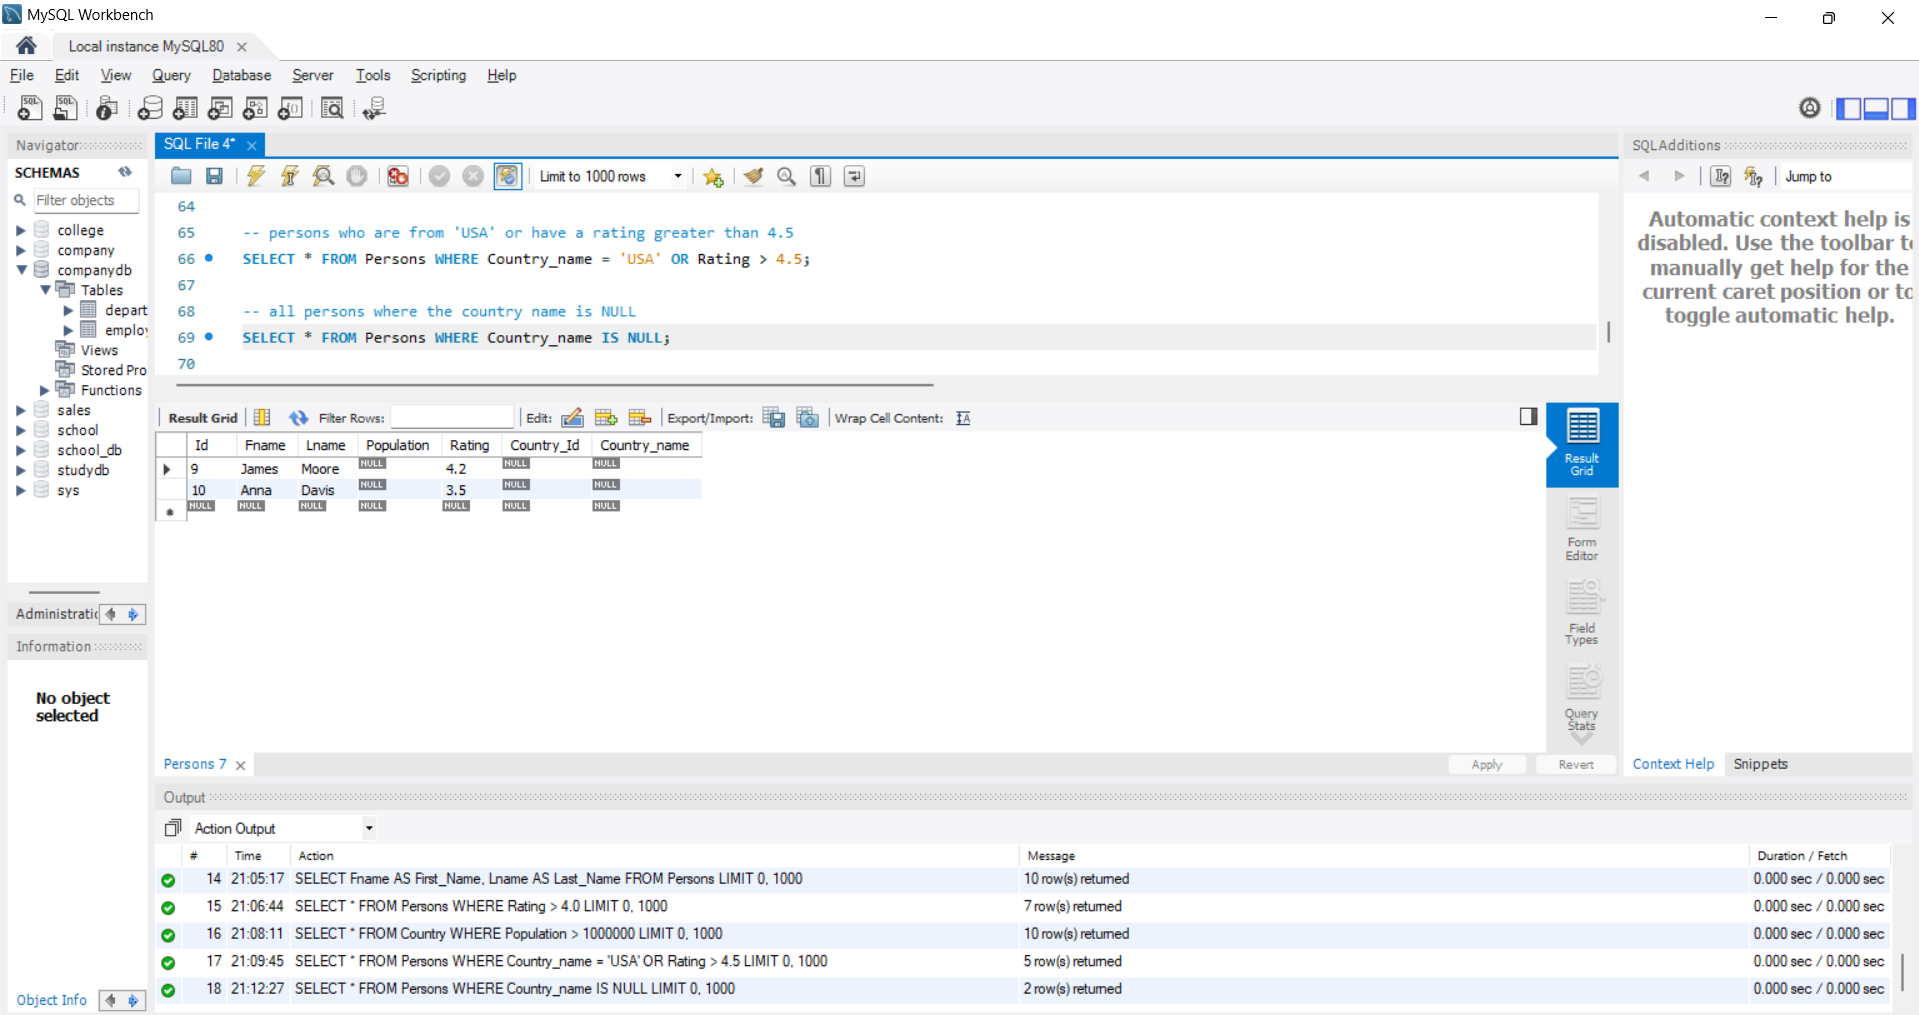 MySQL Workbench
Local instance MySQL80
File Edit View Query Database Server Tools Scripting Help
Navigator
SCHEMAS
Filter objects
college
company
companydb
Tables
depart
employ
Views
Stored Pro
Functions
sales
school
school_db
studydb
sys
Administratic
Information
No object
selected
Object Info
SQL File 4*
Limit to 1000 rows
64
65 -- persons who are from 'USA' or have a rating greater than 4.5
66 SELECT * FROM Persons WHERE Country_name = 'USA' OR Rating > 4.5;
67
68 -- all persons where the country name is NULL
69 SELECT * FROM Persons WHERE Country_name IS NULL;
70
Result Grid Filter Rows: Edit: Export/Import: Wrap Cell Content:
Id Fname Lname Population Rating Country_Id Country_name
9 James Moore NULL 4.2 NULL NULL
10 Anna Davis NULL 3.5 NULL NULL
NULL NULL NULL NULL NULL NULL NULL
Result
Grid
Form
Editor
Field
Types
Query
Stats
Persons 7
Apply Revert
SQLAdditions
Jump to
Automatic context help is
disabled. Use the toolbar t
manually get help for the
current caret position or to
toggle automatic help.
Context Help Snippets
Output
Action Output
# Time Action Message Duration / Fetch
14 21:05:17 SELECT Fname AS First_Name, Lname AS Last_Name FROM Persons LIMIT 0, 1000 10 row(s) returned 0.000 sec / 0.000 sec
15 21:06:44 SELECT * FROM Persons WHERE Rating > 4.0 LIMIT 0, 1000 7 row(s) returned 0.000 sec / 0.000 sec
16 21:08:11 SELECT * FROM Country WHERE Population > 1000000 LIMIT 0, 1000 10 row(s) returned 0.000 sec / 0.000 sec
17 21:09:45 SELECT * FROM Persons WHERE Country_name = 'USA' OR Rating > 4.5 LIMIT 0, 1000 5 row(s) returned 0.000 sec / 0.000 sec
18 21:12:27 SELECT * FROM Persons WHERE Country_name IS NULL LIMIT 0, 1000 2 row(s) returned 0.000 sec / 0.000 sec